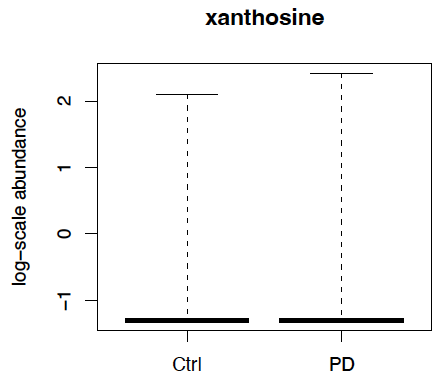 xanthosine
log-scale abundance
2
1
0
-1
Ctrl
PD